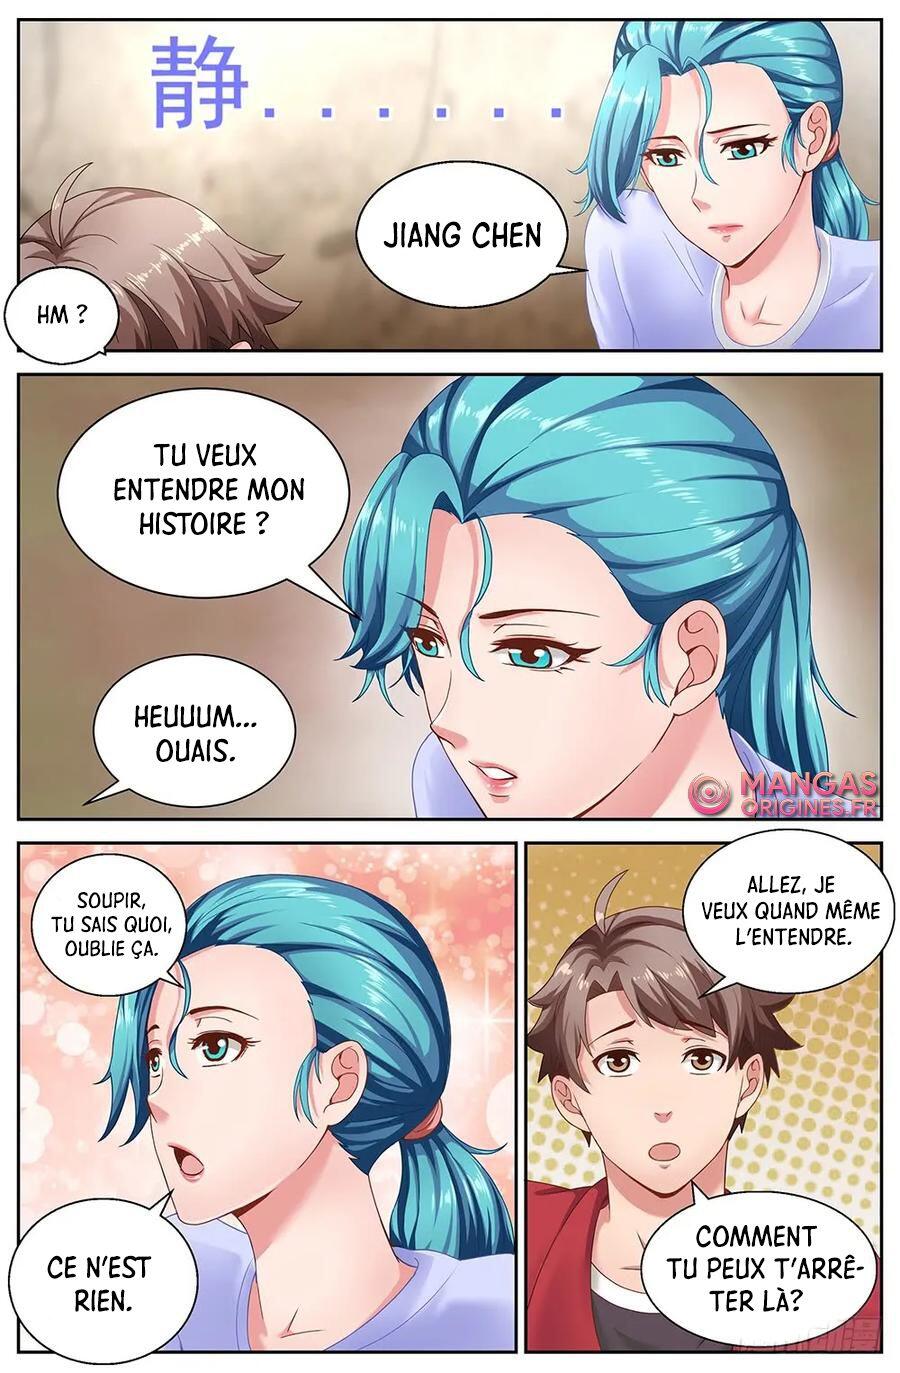 静......
JIANG CHEN
HM ?
TU VEUX
ENTENDRE MON
HISTOIRE ?
HEUUUM...
OUAIS.
MANGAS
ORIGINES.FR
SOUPIR,
TU SAIS QUOI,
OUBLIE ÇA.
CE N'EST
RIEN.
ALLEZ, JE
VEUX QUAND MÊME
L'ENTENDRE.
COMMENT
TU PEUX T'ARRÊ-
TER LÀ?